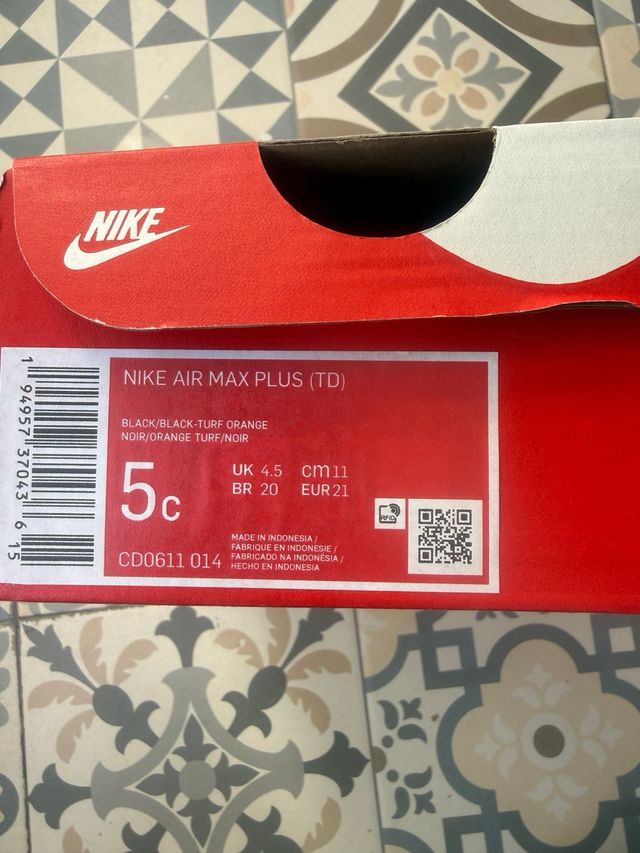 NIKE
NIKE AIR MAX PLUS (TD)
BLACK/BLACK-TURF ORANGE
NOIR/ORANGE TURF/NOIR
5C
UK 4.5 cm 11
BR 20 EUR 21
RFID
CD0611 014
MADE IN INDONESIA /
FABRIQUE EN INDONESIE /
FABRICADO NA INDONÉSIA /
HECHO EN INDONESIA
1 94957 37043 6 15